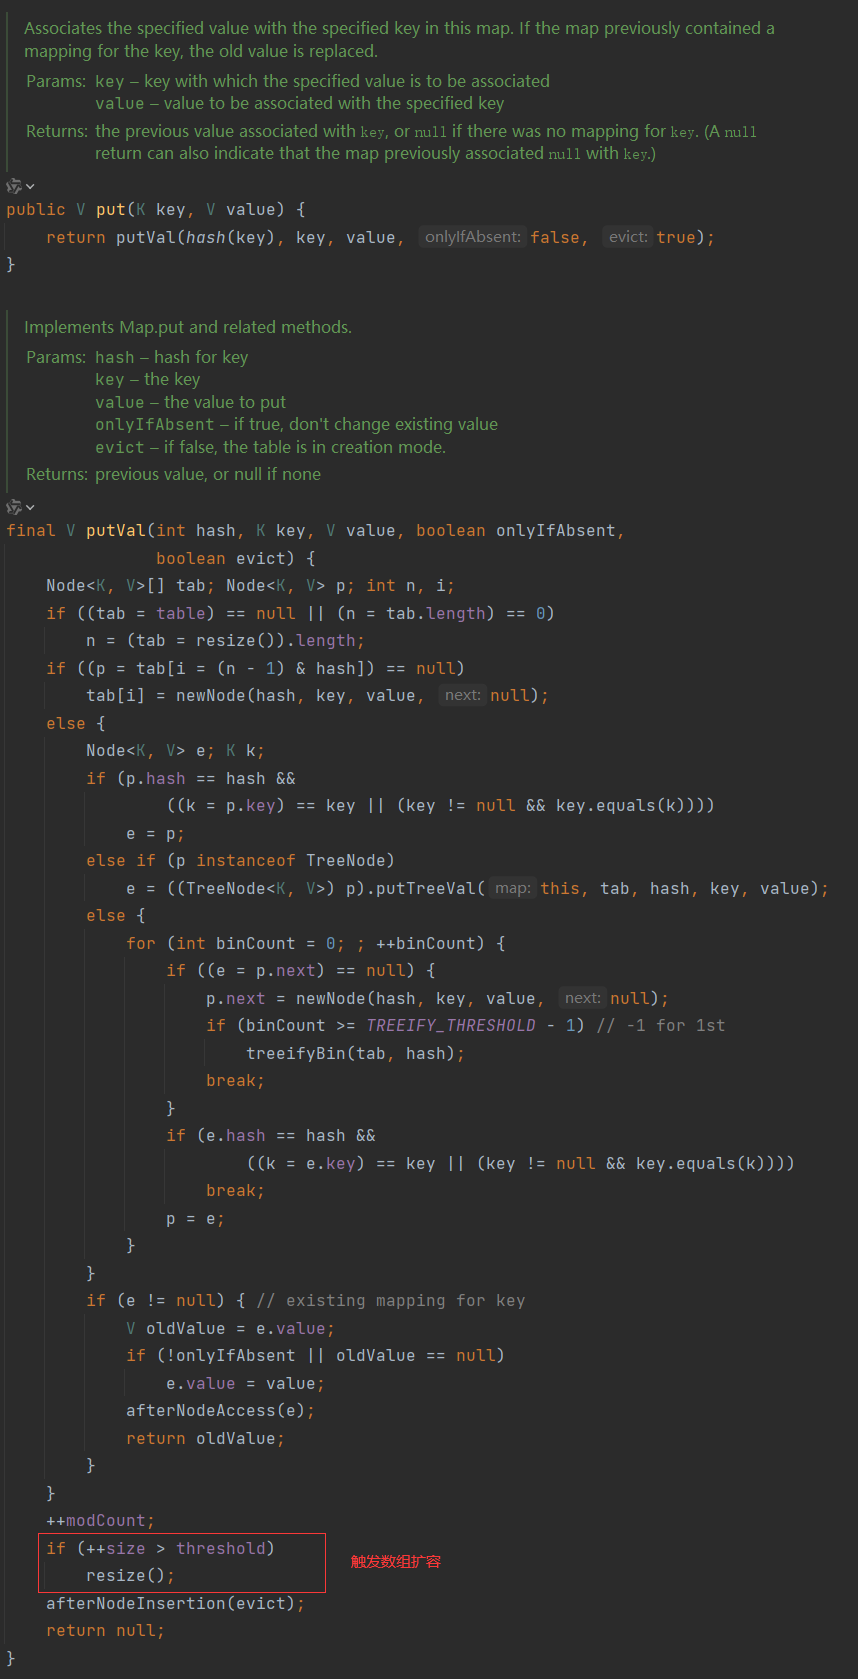 Associates the specified value with the specified key in this map. If the map previously contained a
mapping for the key, the old value is replaced.
Params: key – key with which the specified value is to be associated
value – value to be associated with the specified key
Returns: the previous value associated with key, or null if there was no mapping for key. (A null
return can also indicate that the map previously associated null with key.)
public V put(K key, V value) {
    return putVal(hash(key), key, value, onlyIfAbsent: false, evict: true);
}
Implements Map.put and related methods.
Params: hash – hash for key
key – the key
value – the value to put
onlyIfAbsent – if true, don't change existing value
evict – if false, the table is in creation mode.
Returns: previous value, or null if none
final V putVal(int hash, K key, V value, boolean onlyIfAbsent,
               boolean evict) {
    Node<K, V>[] tab; Node<K, V> p; int n, i;
    if ((tab = table) == null || (n = tab.length) == 0)
        n = (tab = resize()).length;
    if ((p = tab[i = (n - 1) & hash]) == null)
        tab[i] = newNode(hash, key, value, next: null);
    else {
        Node<K, V> e; K k;
        if (p.hash == hash &&
                ((k = p.key) == key || (key != null && key.equals(k))))
            e = p;
        else if (p instanceof TreeNode)
            e = ((TreeNode<K, V>) p).putTreeVal( map: this, tab, hash, key, value);
        else {
            for (int binCount = 0; ; ++binCount) {
                if ((e = p.next) == null) {
                    p.next = newNode(hash, key, value, next: null);
                    if (binCount >= TREEIFY_THRESHOLD - 1) // -1 for 1st
                        treeifyBin(tab, hash);
                    break;
                }
                if (e.hash == hash &&
                        ((k = e.key) == key || (key != null && key.equals(k))))
                    break;
                p = e;
            }
        }
        if (e != null) { // existing mapping for key
            V oldValue = e.value;
            if (!onlyIfAbsent || oldValue == null)
                e.value = value;
            afterNodeAccess(e);
            return oldValue;
        }
    }
    ++modCount;
    if (++size > threshold)
        resize();
触发数组扩容
    afterNodeInsertion(evict);
    return null;
}